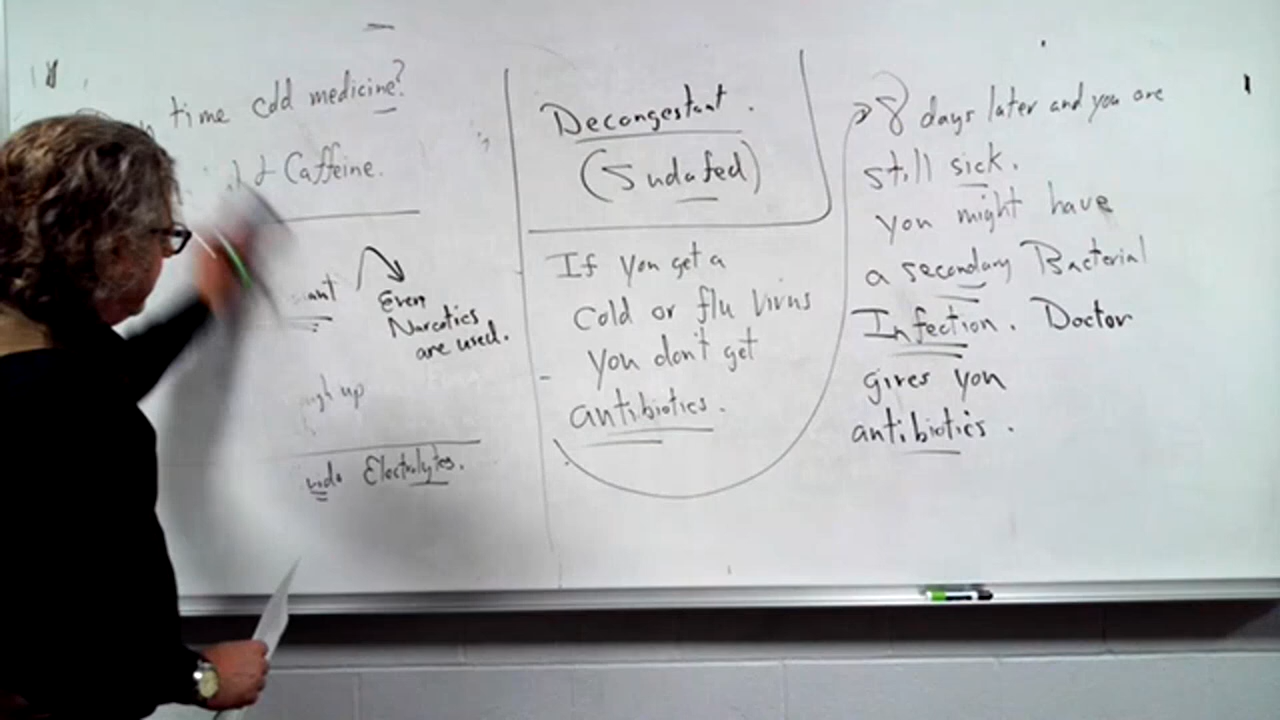 time cold medicine?
& Caffeine.
Even
Narcotics
are used.
up
Electrolytes.
Decongestant.
(Sudafed)
If you get a
Cold or flu Virus
you don't get
antibiotics.
8 days later and you are
still sick.
you might have
a secondary Bacterial
Infection. Doctor
gives you
antibiotics.